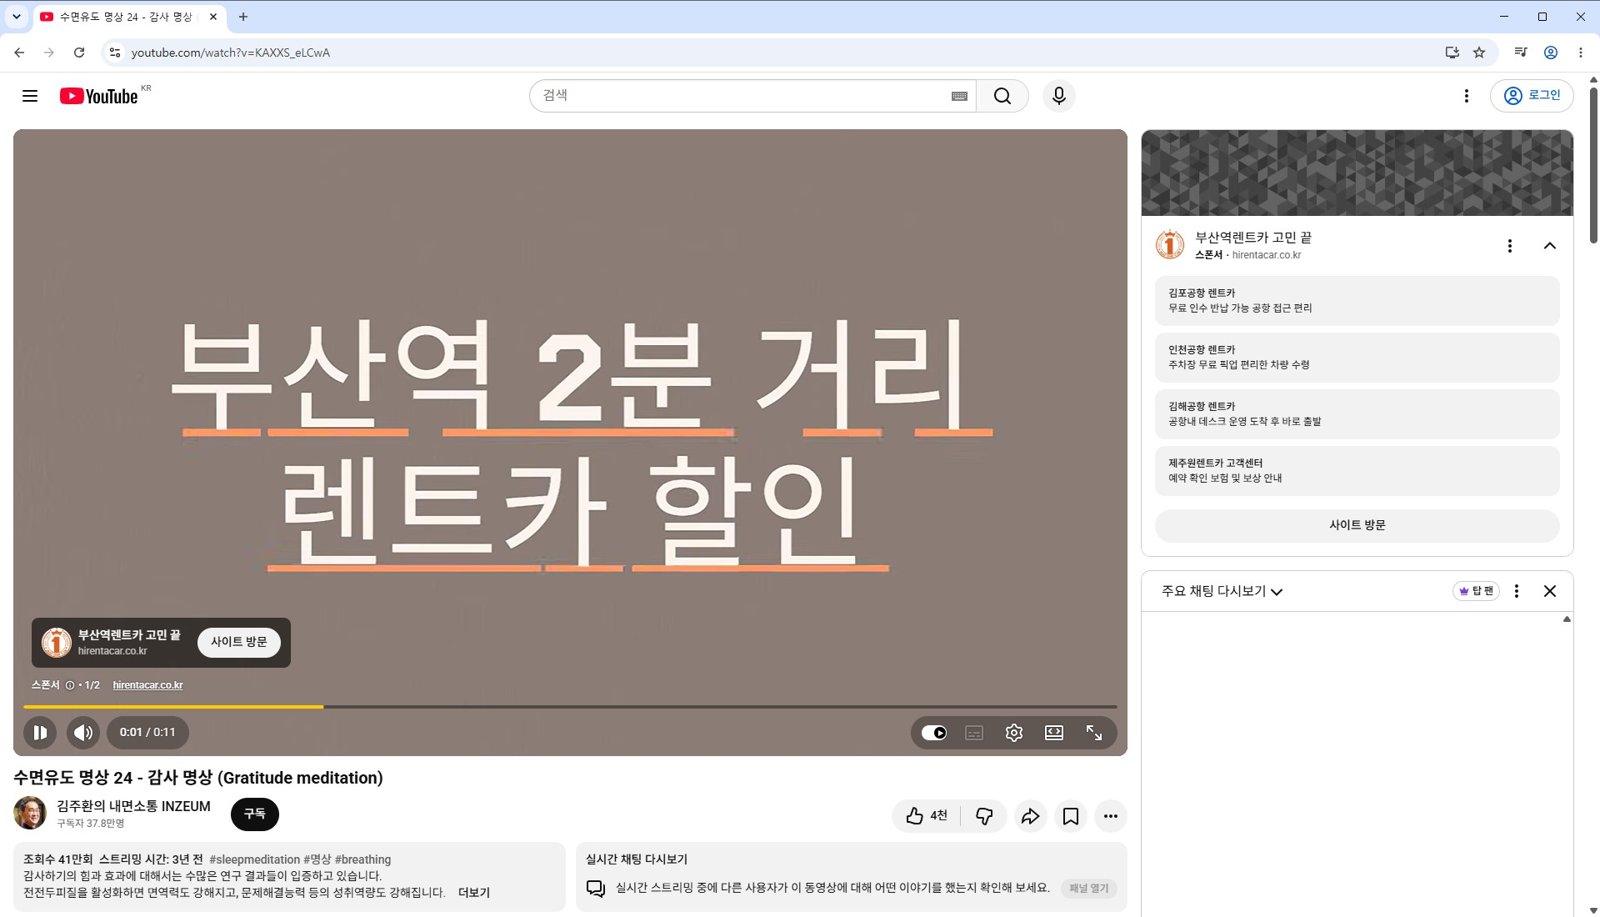 수면유도 명상 24 - 감사 명상
youtube.com/watch?v=KAXXS_eLCwA
YouTube KR
검색
로그인
부산역 2분 거리
렌트카 할인
부산역렌트카 고민 끝
hirentacar.co.kr
사이트 방문
스폰서 • 1/2 hirentacar.co.kr
0:01 / 0:11
수면유도 명상 24 - 감사 명상 (Gratitude meditation)
김주환의 내면소통 INZEUM
구독자 37.8만명
구독
4천
조회수 41만회 스트리밍 시간: 3년 전 #sleepmeditation #명상 #breathing
감사하기의 힘과 효과에 대해서는 수많은 연구 결과들이 입증하고 있습니다.
전전두피질을 활성화하면 면역력도 강해지고, 문제해결능력 등의 성취역량도 강해집니다. 더보기
실시간 채팅 다시보기
실시간 스트리밍 중에 다른 사용자가 이 동영상에 대해 어떤 이야기를 했는지 확인해 보세요.
패널 열기
부산역렌트카 고민 끝
스폰서 · hirentacar.co.kr
김포공항 렌트카
무료 인수 반납 가능 공항 접근 편리
인천공항 렌트카
주차장 무료 픽업 편리한 차량 수령
김해공항 렌트카
공항내 데스크 운영 도착 후 바로 출발
제주원렌트카 고객센터
예약 확인 보험 및 보상 안내
사이트 방문
주요 채팅 다시보기
탑 팬